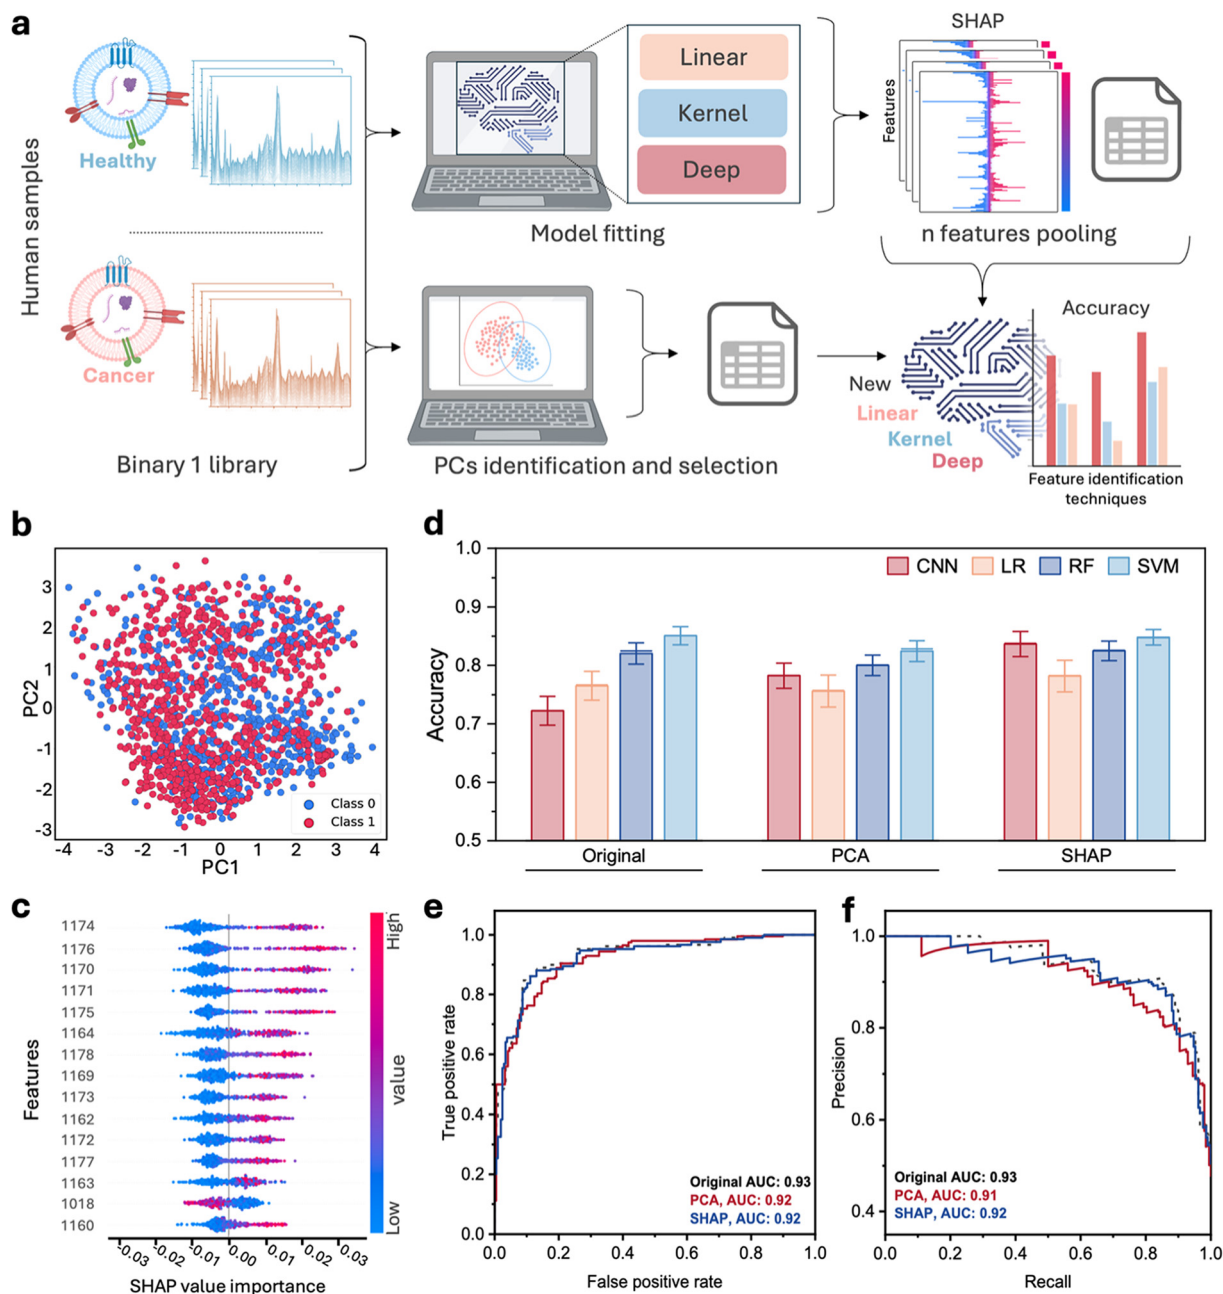 a
Human samples
Healthy
Cancer
Binary 1 library
Linear
Kernel
Deep
Model fitting
SHAP
Features
n features pooling
PCs identification and selection
New
Linear
Kernel
Deep
Accuracy
Feature identification
techniques
b
PC2
3
2
1
0
-1
-2
-3
Class 0
Class 1
-4 -3 -2 -1 0 1 2 3 4
PC1
d
Accuracy
1.0
0.9
0.8
0.7
0.6
0.5
CNN LR RF SVM
Original PCA SHAP
c
Features
1174
1176
1170
1171
1175
1164
1178
1169
1173
1162
1172
1177
1163
1018
1160
High
value
Low
-0.03 -0.02 -0.01 0.00 0.01 0.02 0.03
SHAP value importance
e
True positive rate
1.0
0.8
0.6
0.4
0.2
0.0
Original AUC: 0.93
PCA, AUC: 0.92
SHAP, AUC: 0.92
0.0 0.2 0.4 0.6 0.8 1.0
False positive rate
f
Precision
1.0
0.8
0.6
0.4
Original AUC: 0.93
PCA, AUC: 0.91
SHAP, AUC: 0.92
0.0 0.2 0.4 0.6 0.8 1.0
Recall